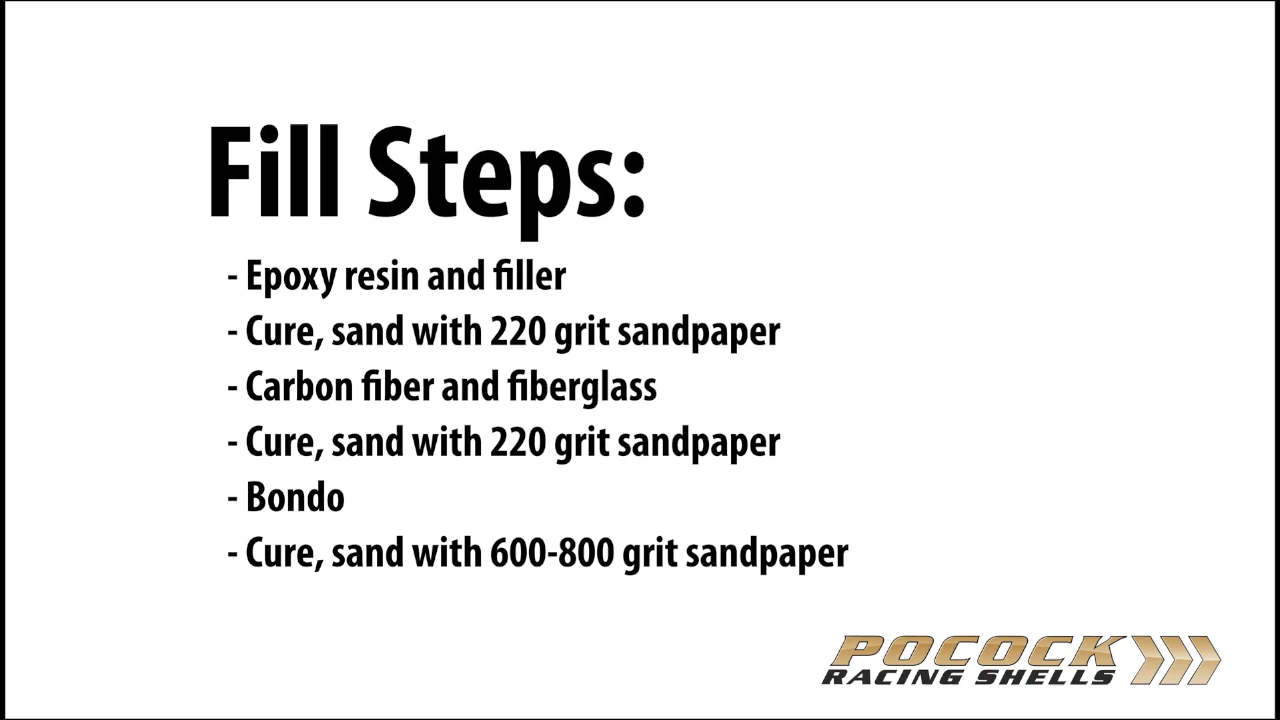 Fill Steps:
- Epoxy resin and filler
- Cure, sand with 220 grit sandpaper
- Carbon fiber and fiberglass
- Cure, sand with 220 grit sandpaper
- Bondo
- Cure, sand with 600-800 grit sandpaper
POCOCK
RACING SHELLS